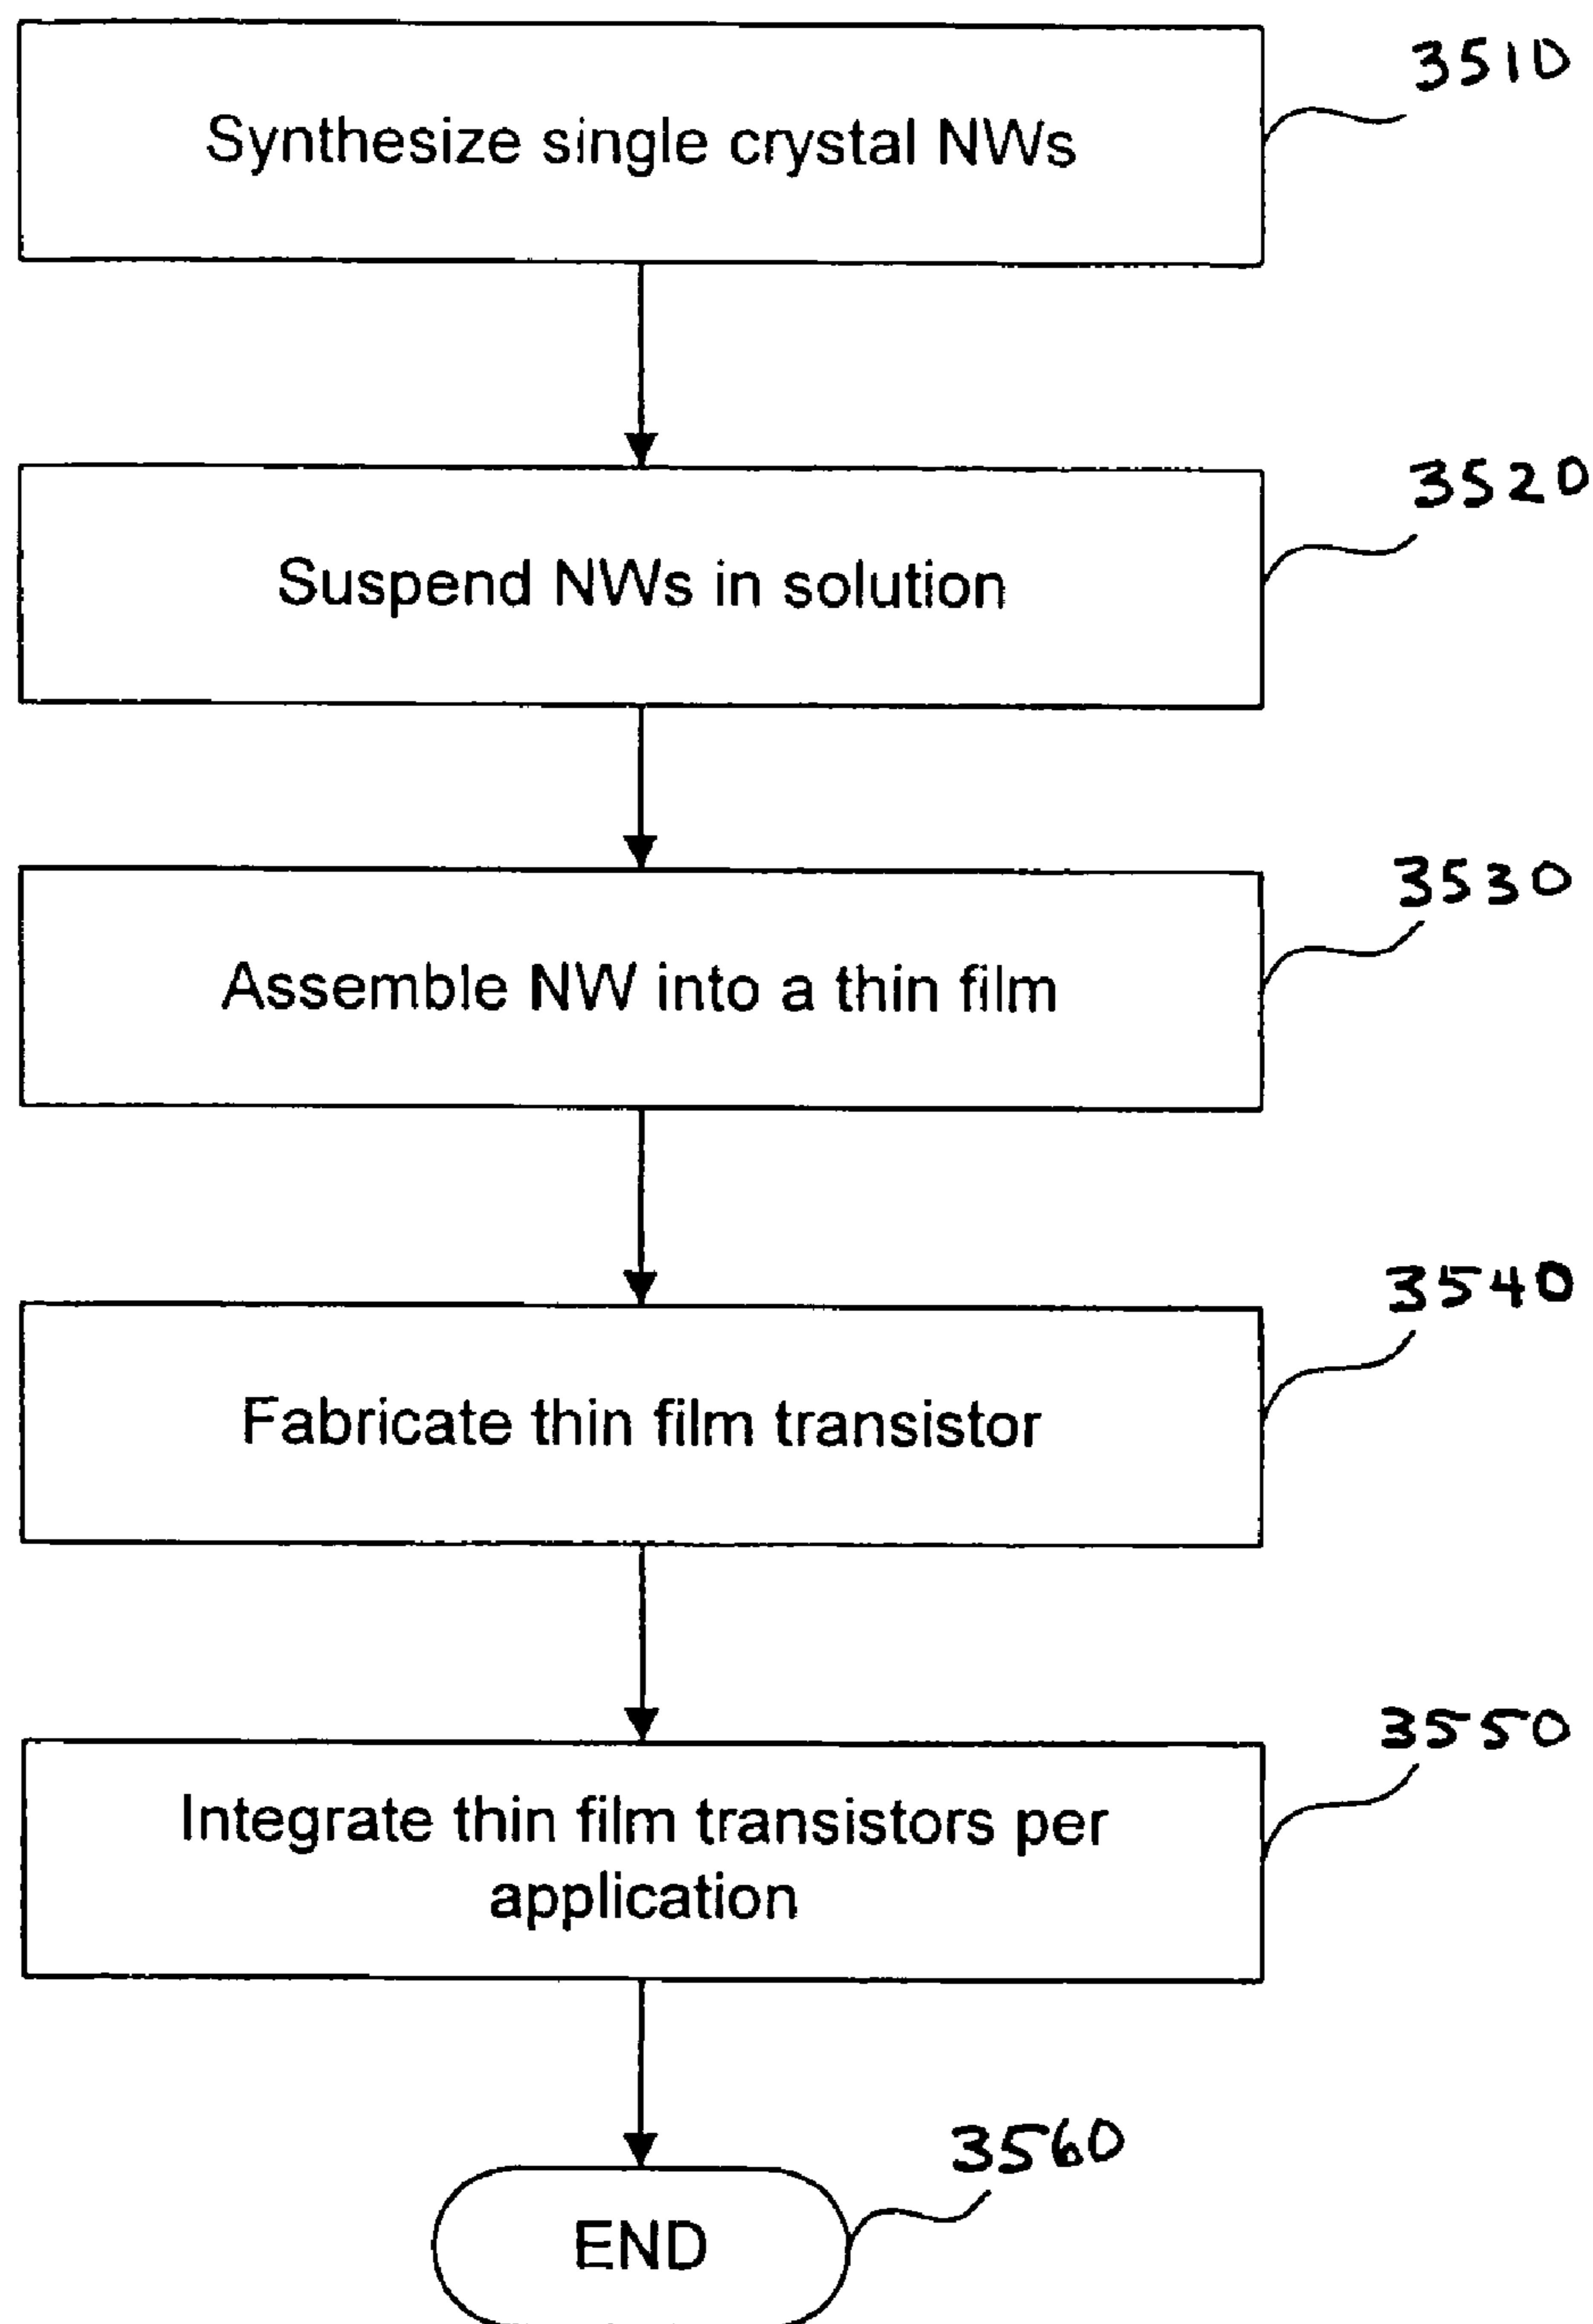 3510
Synthesize single crystal NWs
3520
Suspend NWs in solution
3530
Assemble NW into a thin film
3540
Fabricate thin film transistor
3550
Integrate thin film transistors per
application
3560
END